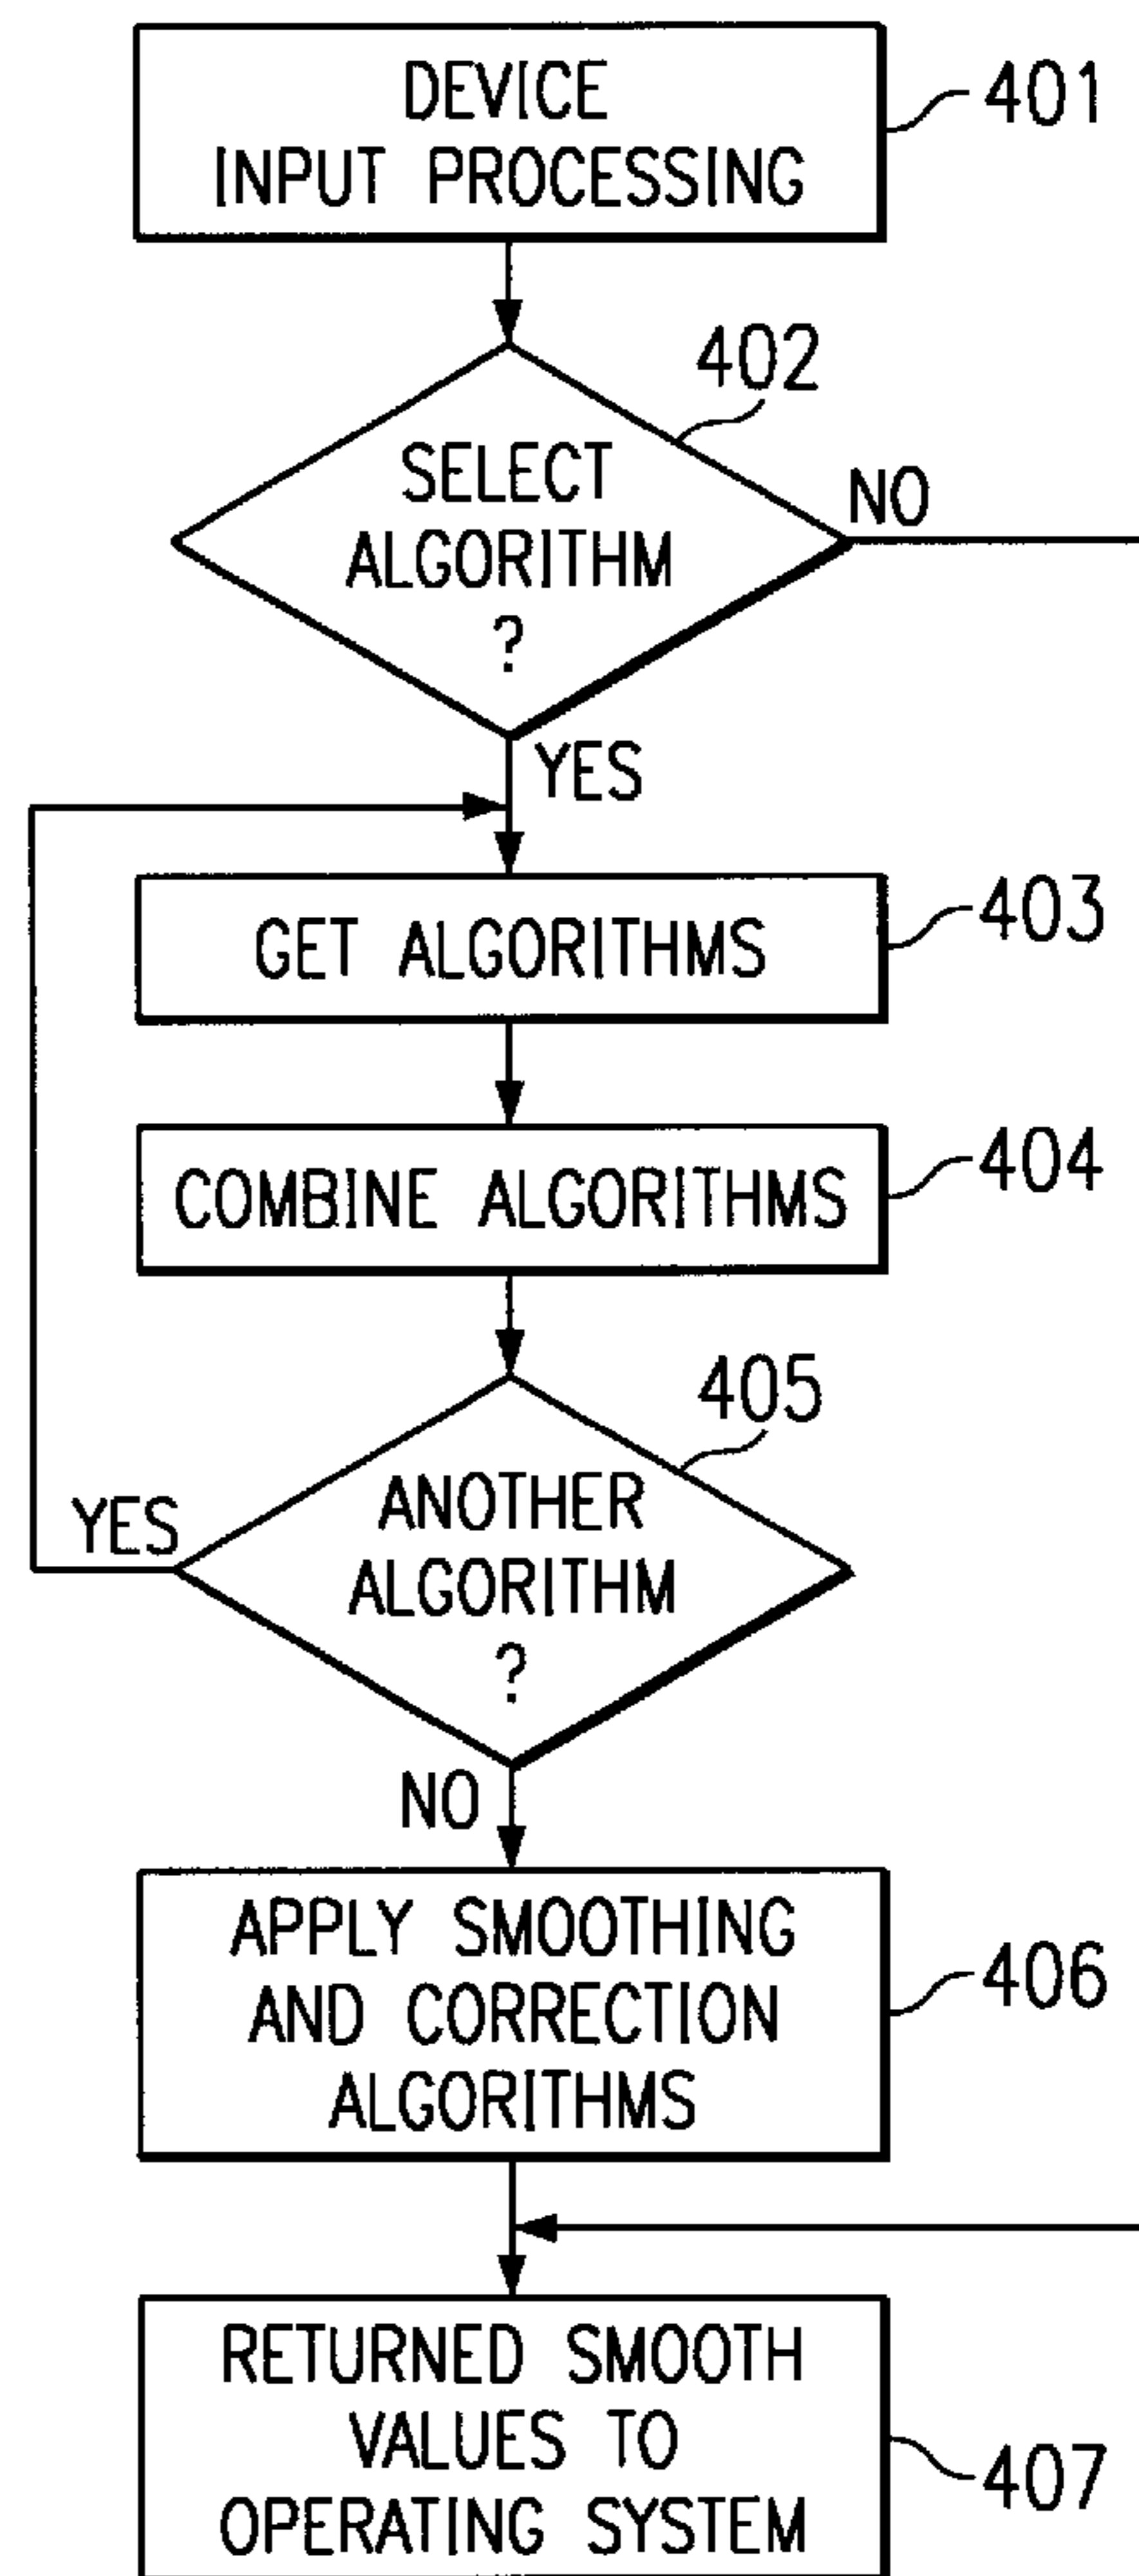 DEVICE
INPUT PROCESSING
401
402
SELECT
ALGORITHM
?
NO
YES
GET ALGORITHMS
403
COMBINE ALGORITHMS
404
405
ANOTHER
ALGORITHM
?
YES
NO
APPLY SMOOTHING
AND CORRECTION
ALGORITHMS
406
RETURNED SMOOTH
VALUES TO
OPERATING SYSTEM
407